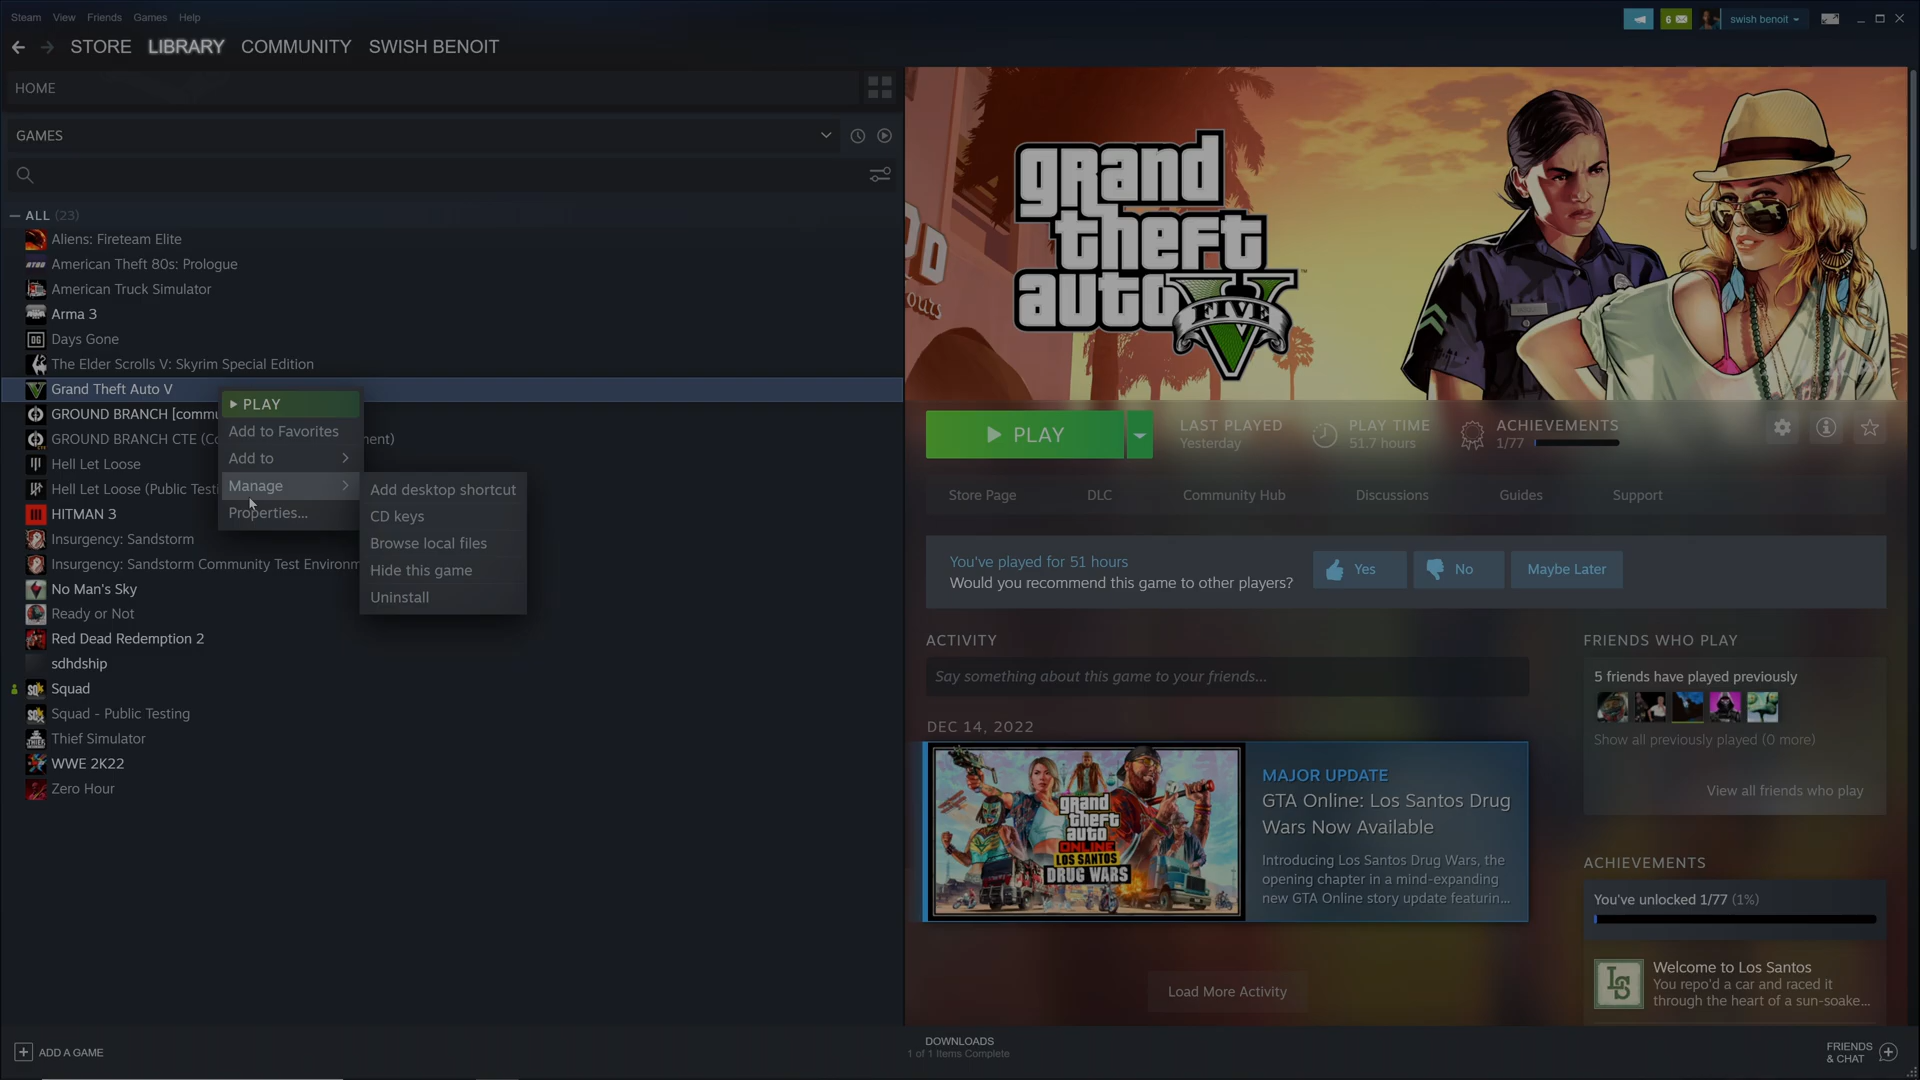 Steam View Friends Games Help
6
swish benoit
STORE LIBRARY COMMUNITY SWISH BENOIT
HOME
GAMES
ALL (23)
Aliens: Fireteam Elite
American Theft 80s: Prologue
American Truck Simulator
Arma 3
Days Gone
The Elder Scrolls V: Skyrim Special Edition
Grand Theft Auto V
GROUND BRANCH [commu
GROUND BRANCH CTE (Co
ment)
Hell Let Loose
Hell Let Loose (Public Testi
HITMAN 3
Insurgency: Sandstorm
Insurgency: Sandstorm Community Test Environm
No Man's Sky
Ready or Not
Red Dead Redemption 2
sdhdship
Squad
Squad - Public Testing
Thief Simulator
WWE 2K22
Zero Hour
PLAY
Add to Favorites
Add to
Manage
Properties...
Add desktop shortcut
CD keys
Browse local files
Hide this game
Uninstall
grand
theft
auto V
FIVE
PLAY
LAST PLAYED
Yesterday
PLAY TIME
51.7 hours
ACHIEVEMENTS
1/77
Store Page DLC Community Hub Discussions Guides Support
You've played for 51 hours
Would you recommend this game to other players?
Yes No Maybe Later
ACTIVITY
Say something about this game to your friends...
DEC 14, 2022
grand
theft
auto
ONLINE
LOS SANTOS
DRUG WARS
MAJOR UPDATE
GTA Online: Los Santos Drug
Wars Now Available
Introducing Los Santos Drug Wars, the
opening chapter in a mind-expanding
new GTA Online story update featurin...
Load More Activity
FRIENDS WHO PLAY
5 friends have played previously
Show all previously played (0 more)
View all friends who play
ACHIEVEMENTS
You've unlocked 1/77 (1%)
LS
Welcome to Los Santos
You repo'd a car and raced it
through the heart of a sun-soake...
ADD A GAME
DOWNLOADS
1 of 1 Items Complete
FRIENDS
& CHAT